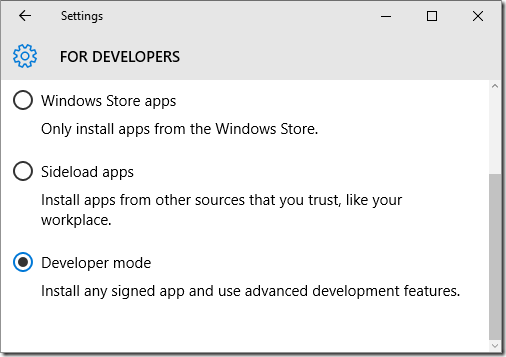 Settings
FOR DEVELOPERS
Windows Store apps
Only install apps from the Windows Store.
Sideload apps
Install apps from other sources that you trust, like your
workplace.
Developer mode
Install any signed app and use advanced development features.